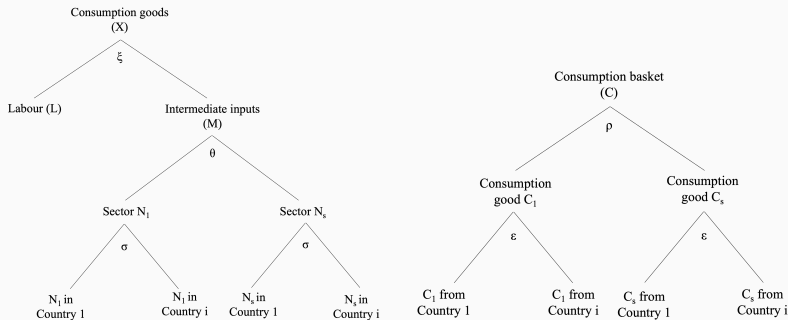 Consumption goods
(X)
ξ
Labour (L)
Intermediate inputs
(M)
θ
Sector N1
Sector Ns
σ
σ
N1 in
Country 1
N1 in
Country i
Ns in
Country 1
Ns in
Country i
Consumption basket
(C)
ρ
Consumption
good C1
Consumption
good Cs
ε
ε
C1 from
Country 1
C1 from
Country i
Cs from
Country 1
Cs from
Country i